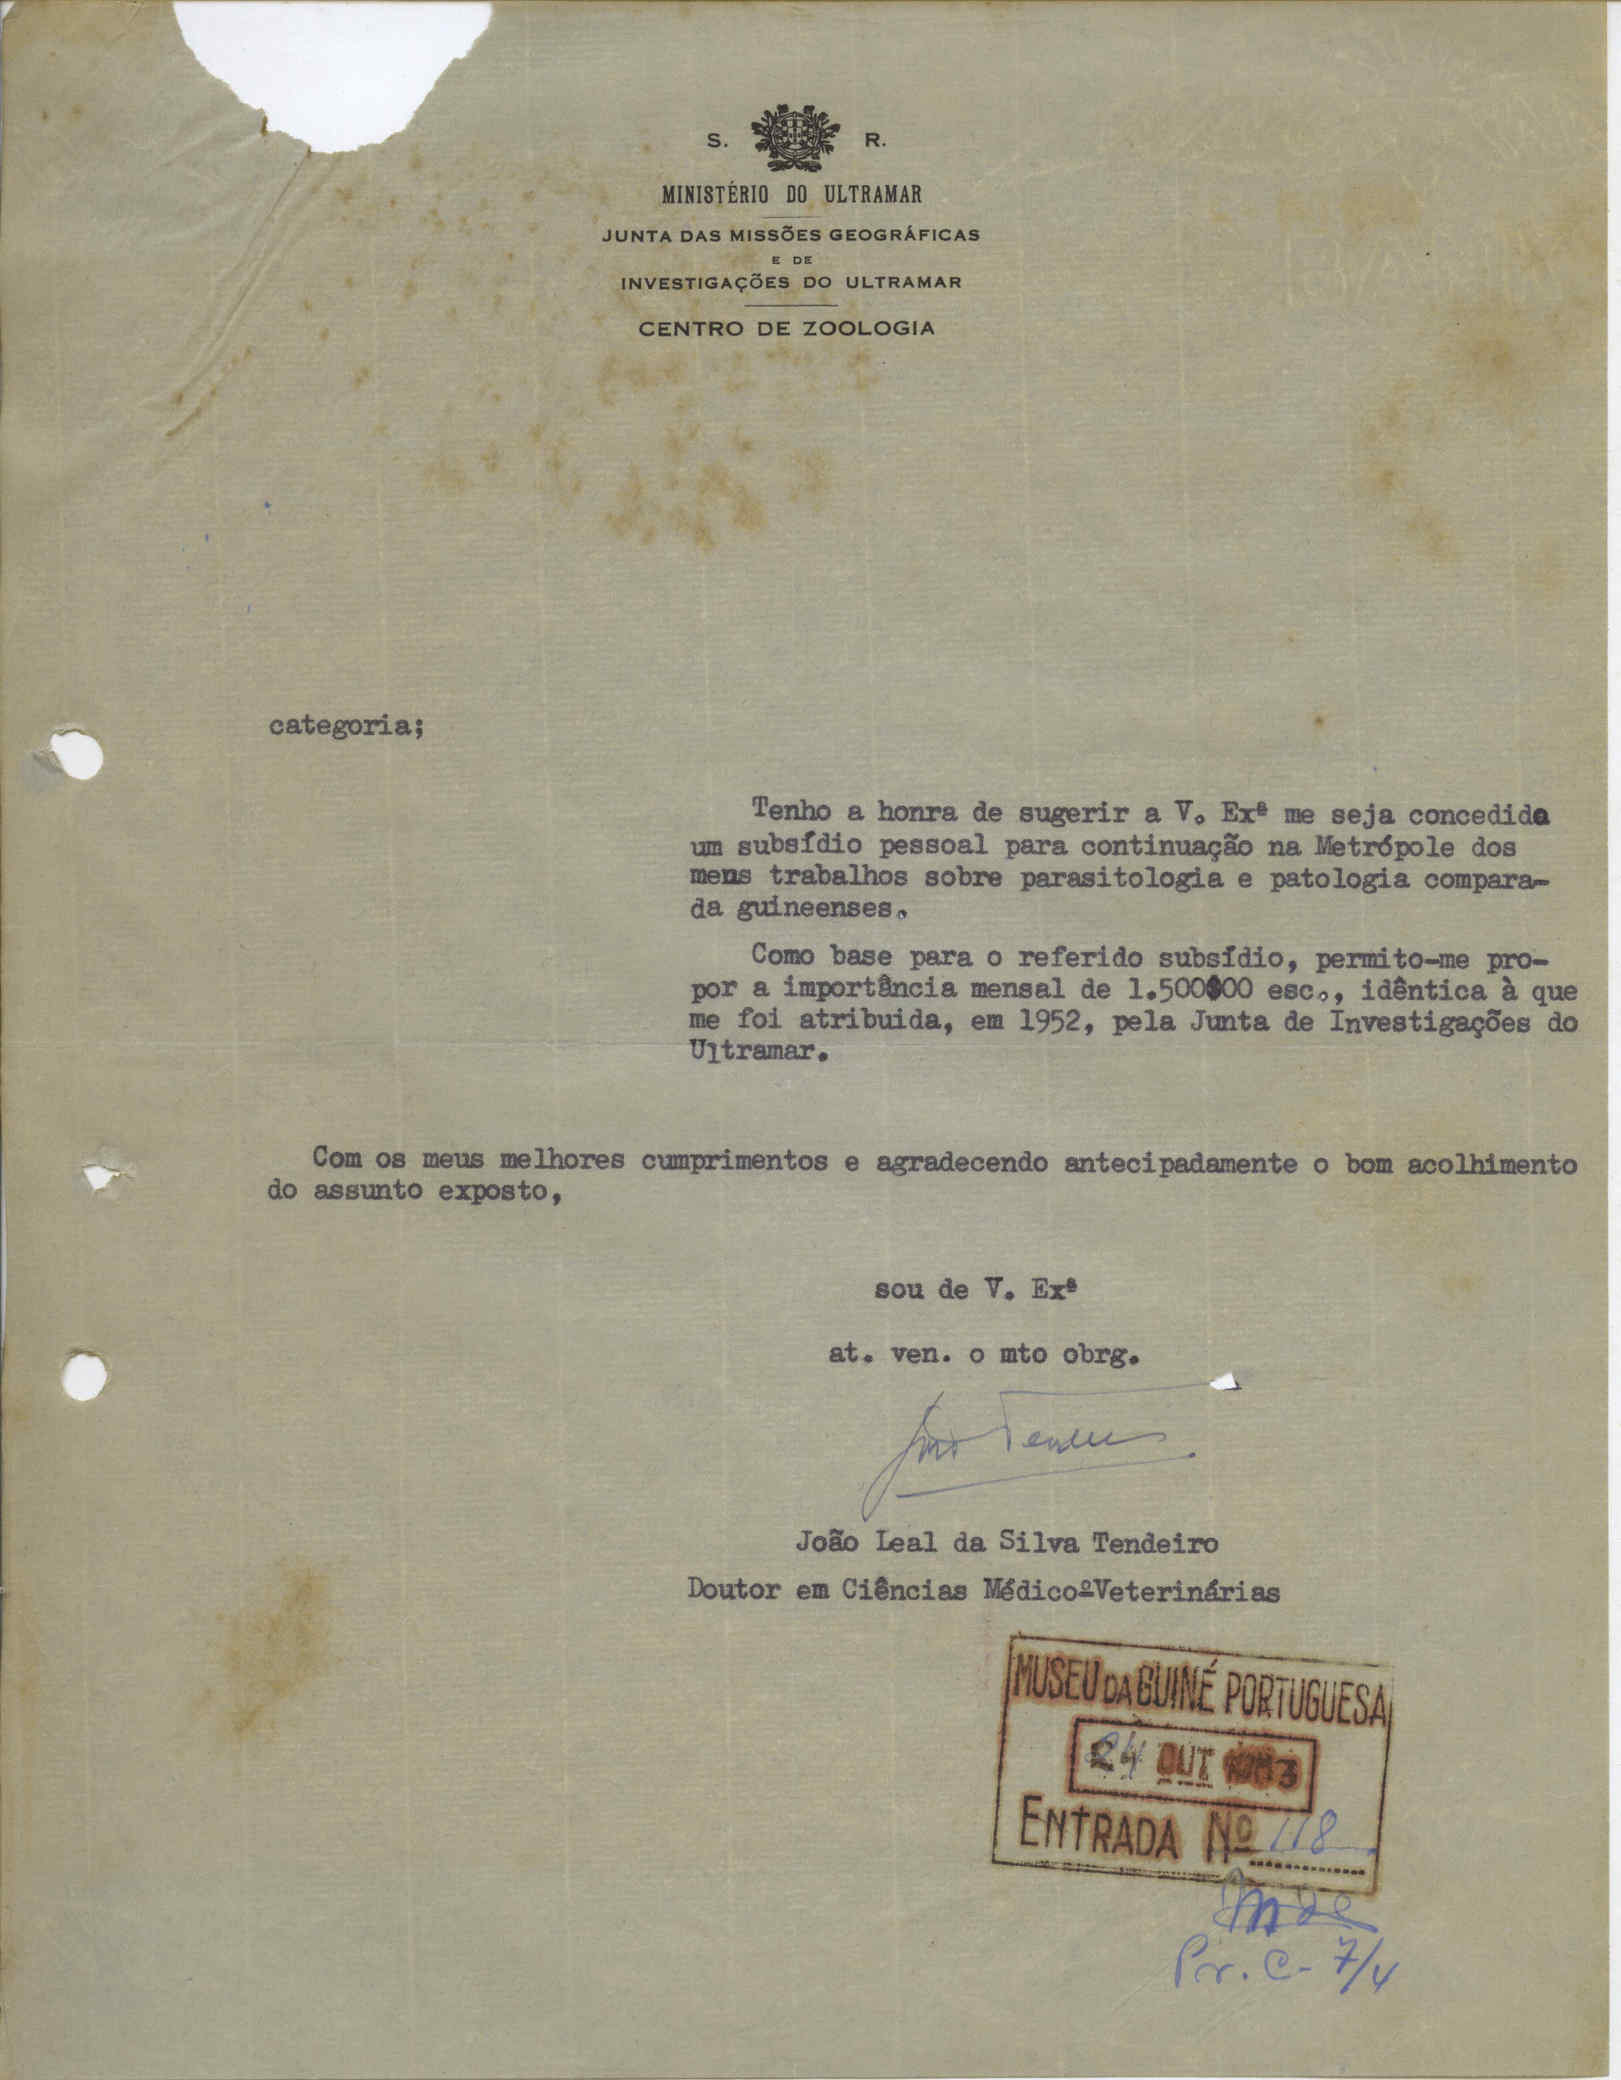 S. R.
MINISTÉRIO DO ULTRAMAR
JUNTA DAS MISSÕES GEOGRÁFICAS
E DE
INVESTIGAÇÕES DO ULTRAMAR
CENTRO DE ZOOLOGIA
categoria;
Tenho a honra de sugerir a V. Exª me seja concedido
um subsídio pessoal para continuação na Metrópole dos
meus trabalhos sobre parasitologia e patologia compara-
da guineenses.
Como base para o referido subsídio, permito-me pro-
por a importância mensal de 1.500$00 esc., idêntica à que
me foi atribuida, em 1952, pela Junta de Investigações do
Ultramar.
Com os meus melhores cumprimentos e agradecendo antecipadamente o bom acolhimento
do assunto exposto,
sou de V. Exª
at. ven. o mto obrg.
João Tendeiro
João Leal da Silva Tendeiro
Doutor em Ciências Médicoº-Veterinárias
MUSEU DA GUINÉ PORTUGUESA
24 OUT
ENTRADA Nº 118
Pr. C- 7/4